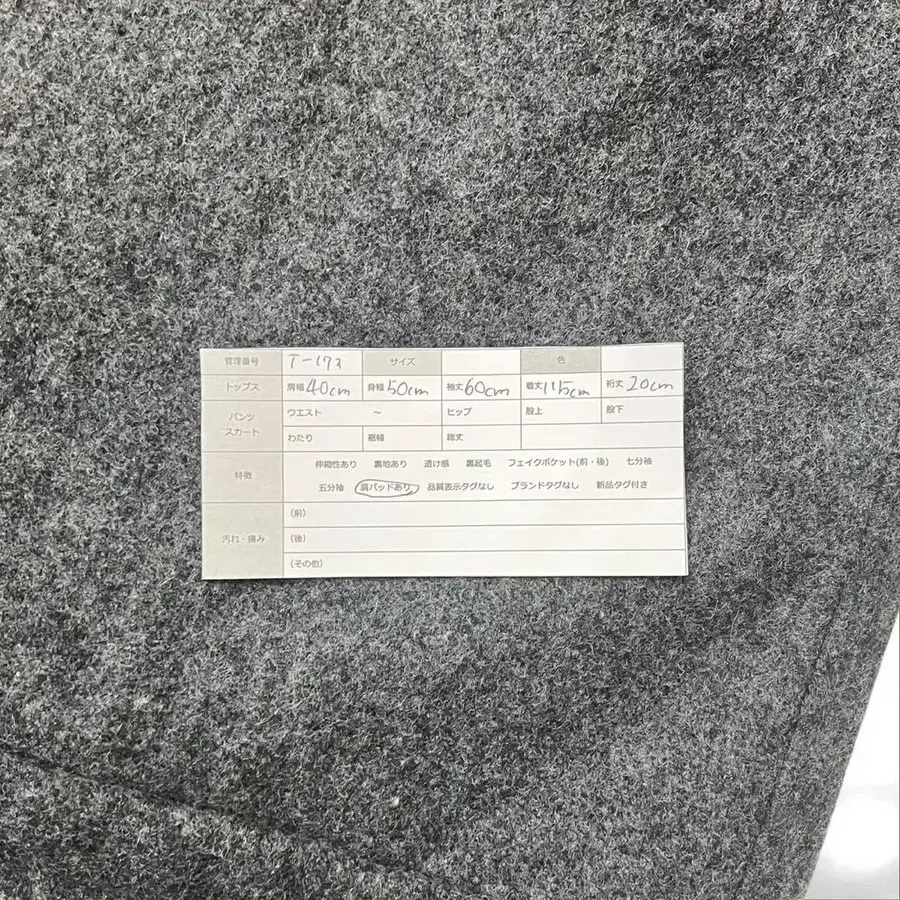 管理番号 T-173 サイズ 色
トップス 肩幅 40cm 身幅 50cm 袖丈 60cm 着丈 115cm 裄丈 20cm
パンツ スカート ウエスト ～ ヒップ 股上 股下
わたり 裾幅 総丈
特徴 伸縮性あり 裏地あり 透け感 裏起毛 フェイクポケット(前・後) 七分袖
五分袖 肩パッドあり 品質表示タグなし ブランドタグなし 新品タグ付き
汚れ・痛み (前)
(後)
(その他)